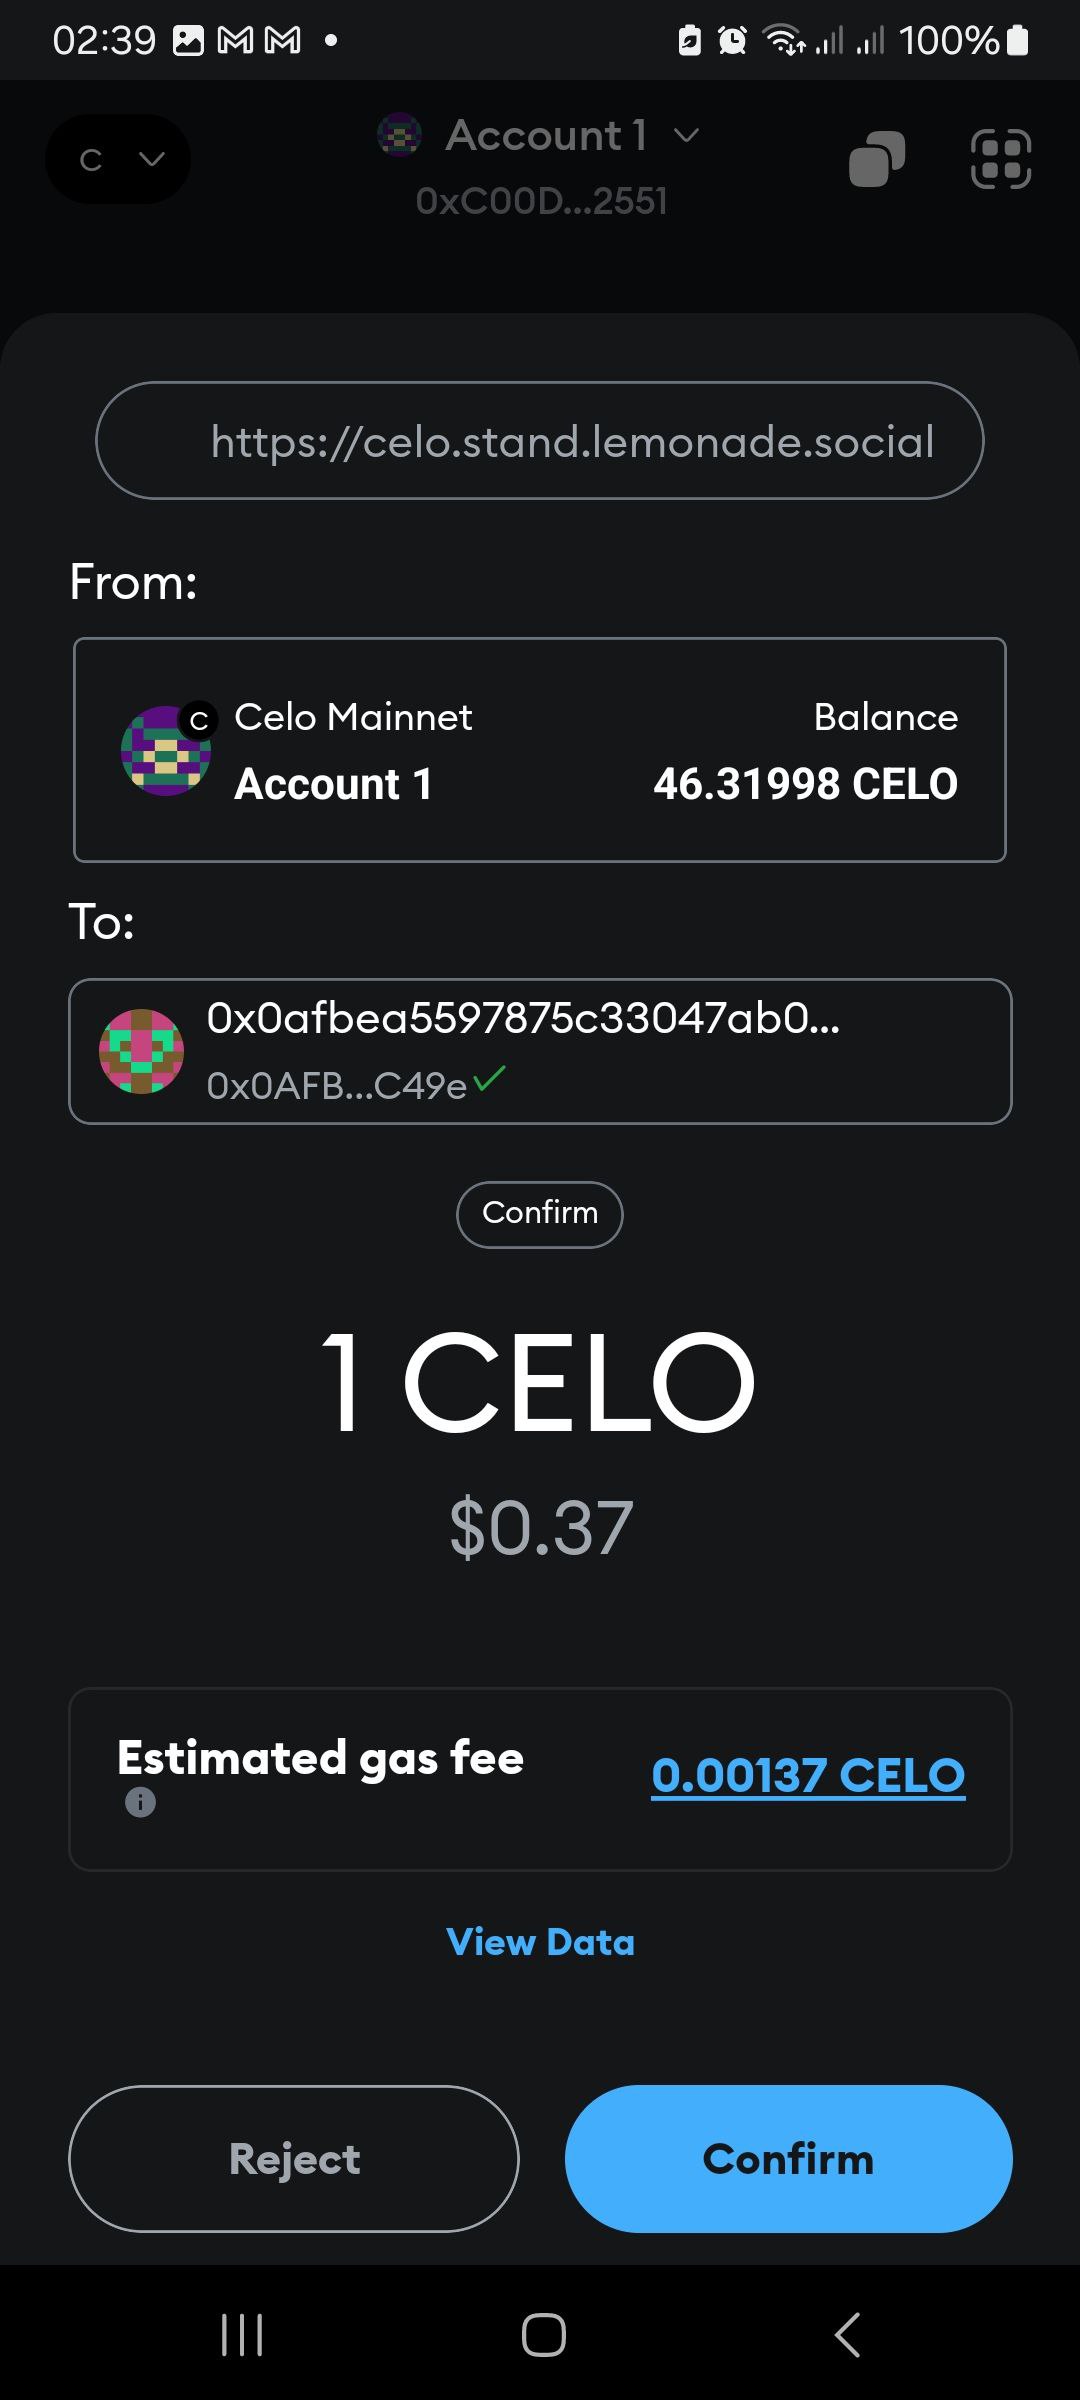 02:39
100%
C
Account 1
0xC00D...2551
https://celo.stand.lemonade.social
From:
C Celo Mainnet Balance
Account 1 46.31998 CELO
To:
0x0afbea5597875c33047ab0...
0x0AFB...C49e
Confirm
1 CELO
$0.37
Estimated gas fee
0.00137 CELO
View Data
Reject Confirm